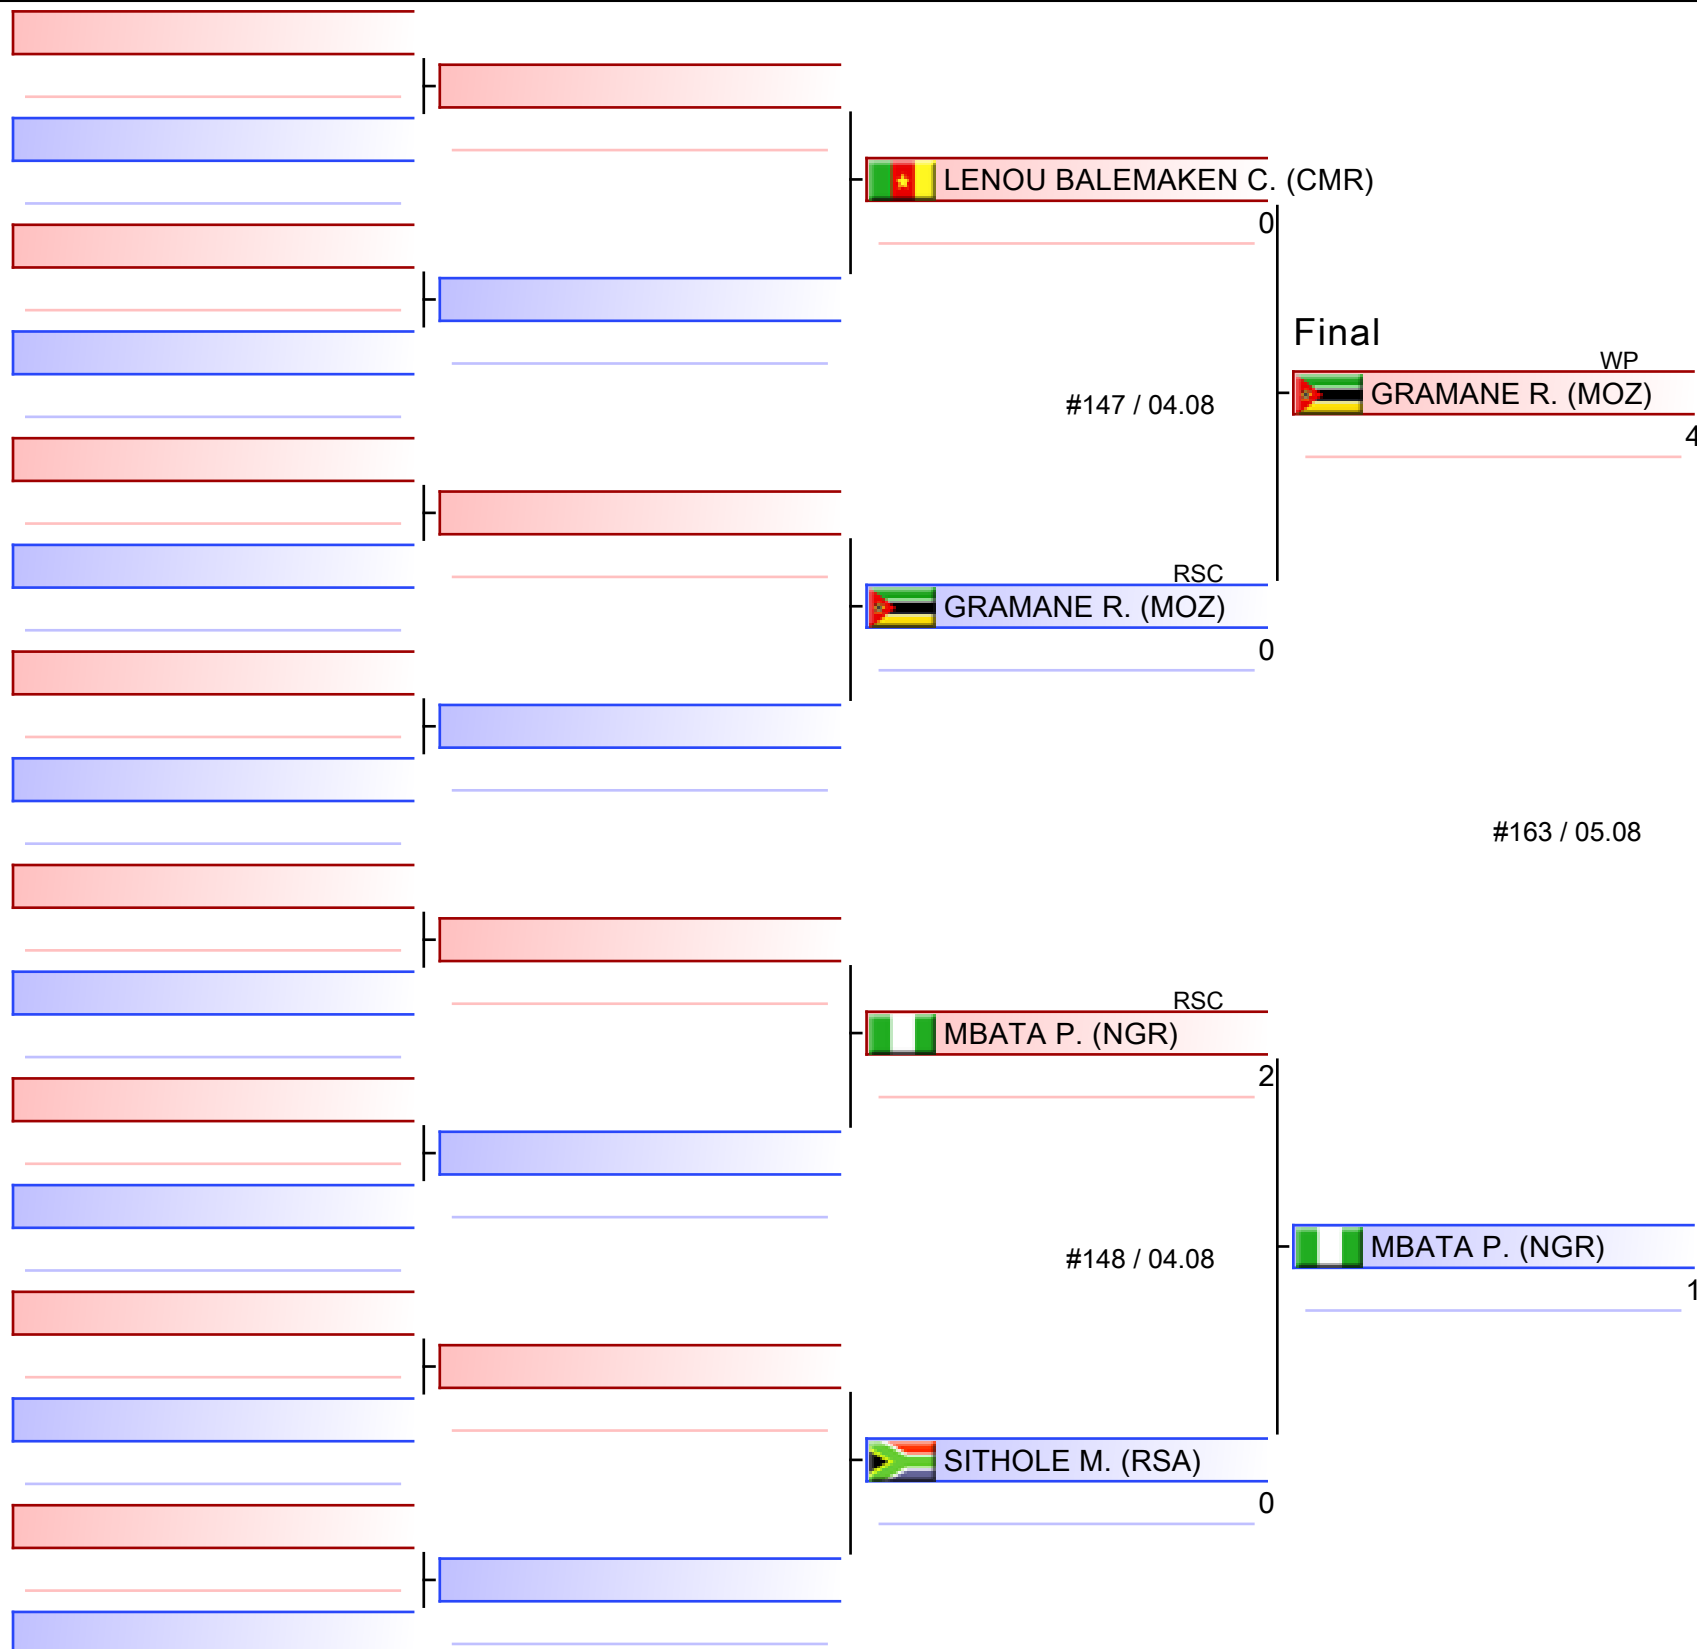 LENOU BALEMAKEN C. (CMR)
0
Final
WP
#147 / 04.08
GRAMANE R. (MOZ)
4
RSC
GRAMANE R. (MOZ)
0
#163 / 05.08
RSC
MBATA P. (NGR)
2
#148 / 04.08
MBATA P. (NGR)
1
SITHOLE M. (RSA)
0